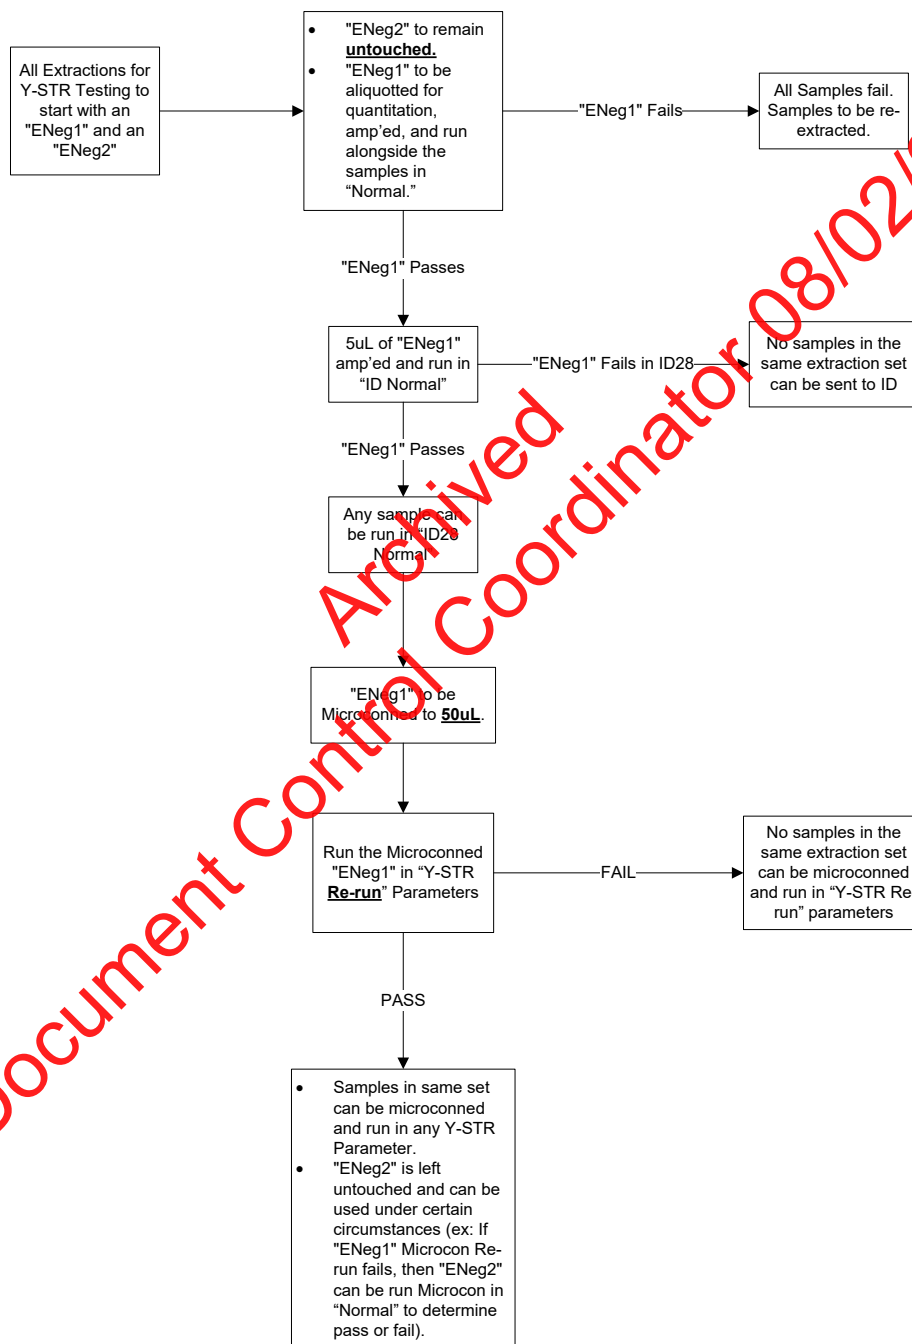 All Extractions for
Y-STR Testing to
start with an
"ENeg1" and an
"ENeg2"
• "ENeg2" to remain
untouched.
• "ENeg1" to be
aliquotted for
quantitation,
amp'ed, and run
alongside the
samples in
“Normal.”
"ENeg1" Fails
All Samples fail.
Samples to be re-
extracted.
"ENeg1" Passes
5uL of "ENeg1"
amp'ed and run in
“ID Normal”
"ENeg1" Fails in ID28
No samples in the
same extraction set
can be sent to ID
"ENeg1" Passes
Any sample can
be run in “ID28
Normal”
"ENeg1" to be
Microconned to 50uL.
Run the Microconned
"ENeg1" in “Y-STR
Re-run” Parameters
FAIL
No samples in the
same extraction set
can be microconned
and run in “Y-STR Re-
run” parameters
PASS
• Samples in same set
can be microconned
and run in any Y-STR
Parameter.
• "ENeg2" is left
untouched and can be
used under certain
circumstances (ex: If
"ENeg1" Microcon Re-
run fails, then "ENeg2"
can be run Microcon in
“Normal” to determine
pass or fail).
Archived
Document Control Coordinator 08/02/